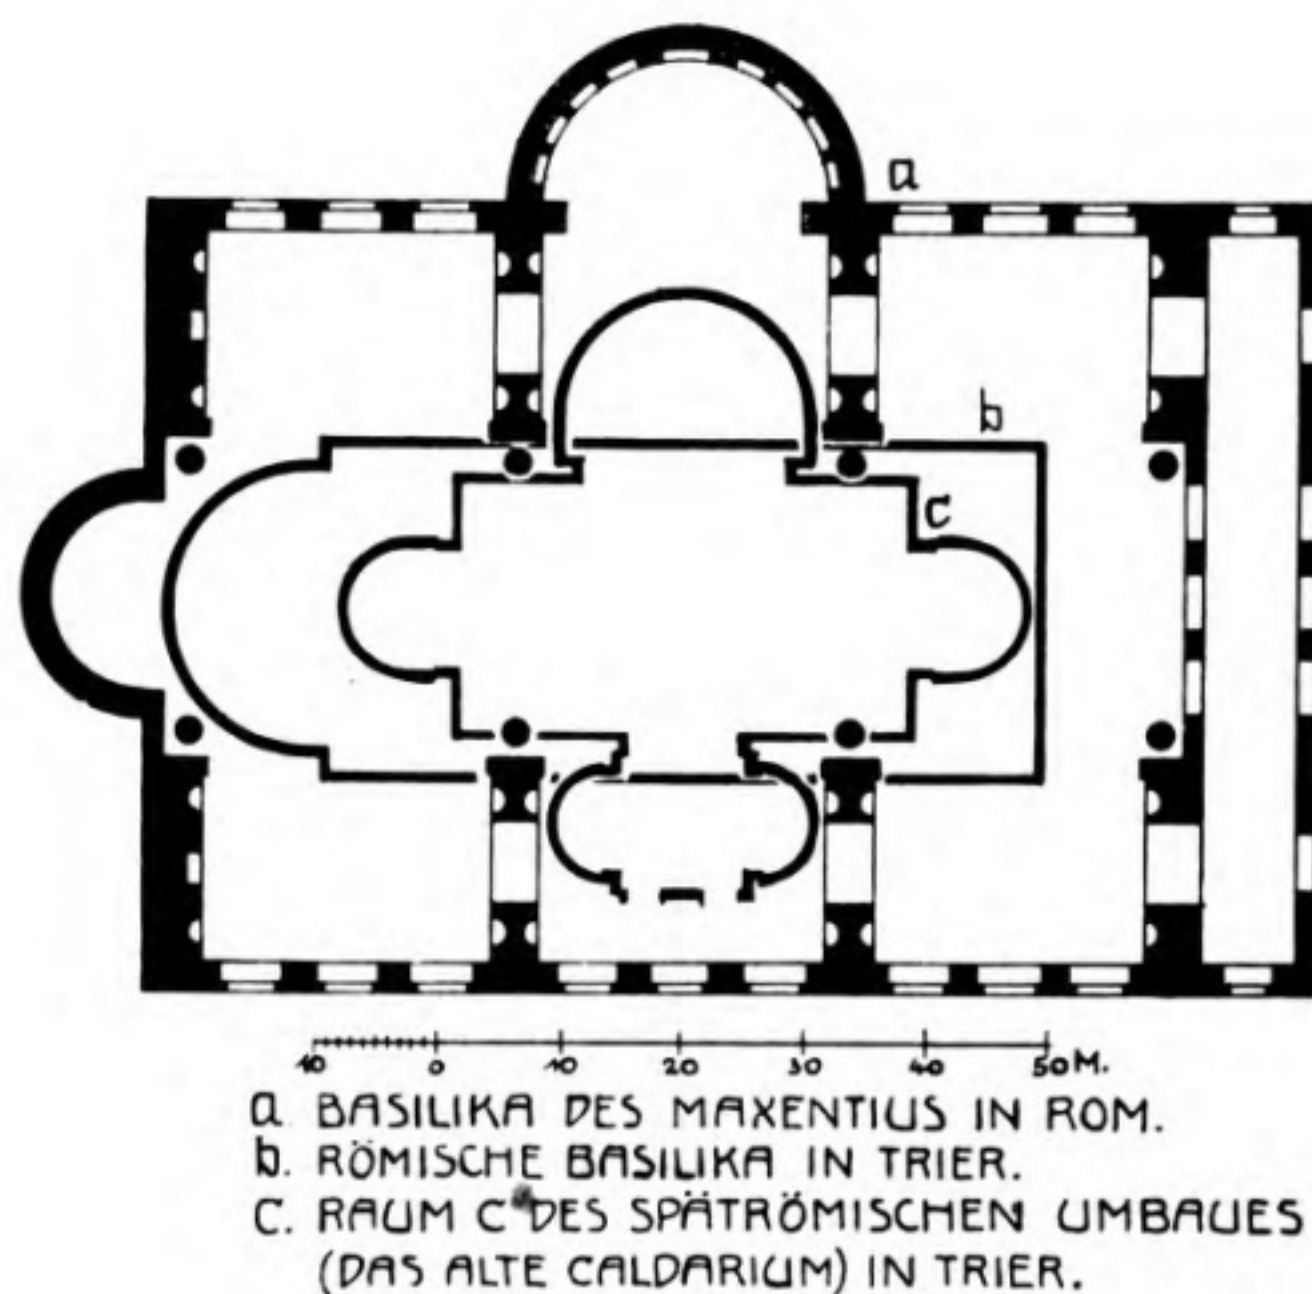 a
b
c
10 0 10 20 30 40 50 M.
a BASILIKA DES MAXENTIUS IN ROM.
b. RÖMISCHE BASILIKA IN TRIER.
C. RAUM C DES SPÄTRÖMISCHEN UMBAUES
(DAS ALTE CALDARIUM) IN TRIER.